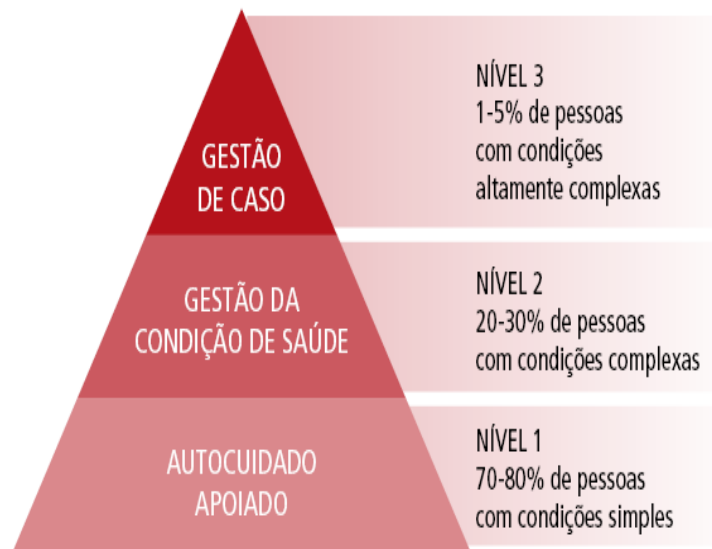 GESTÃO
DE CASO
NÍVEL 3
1-5% de pessoas
com condições
altamente complexas
GESTÃO DA
CONDIÇÃO DE SAÚDE
NÍVEL 2
20-30% de pessoas
com condições complexas
AUTOCUIDADO
APOIADO
NÍVEL 1
70-80% de pessoas
com condições simples